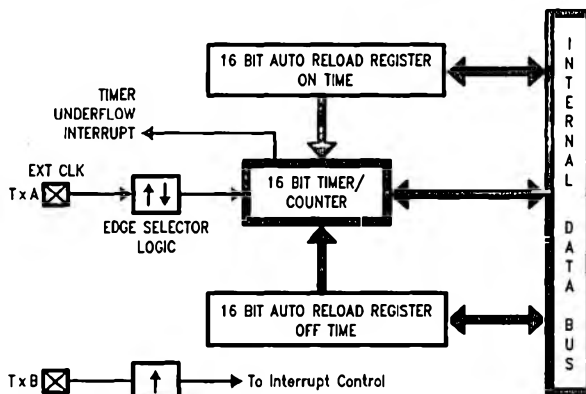 16 BIT AUTO RELOAD REGISTER
ON TIME
TIMER
UNDERFLOW
INTERRUPT
EXT CLK
TxA
↑↓
EDGE SELECTOR
LOGIC
16 BIT TIMER/
COUNTER
16 BIT AUTO RELOAD REGISTER
OFF TIME
TxB
↑
To Interrupt Control
INTERNAL DATA BUS